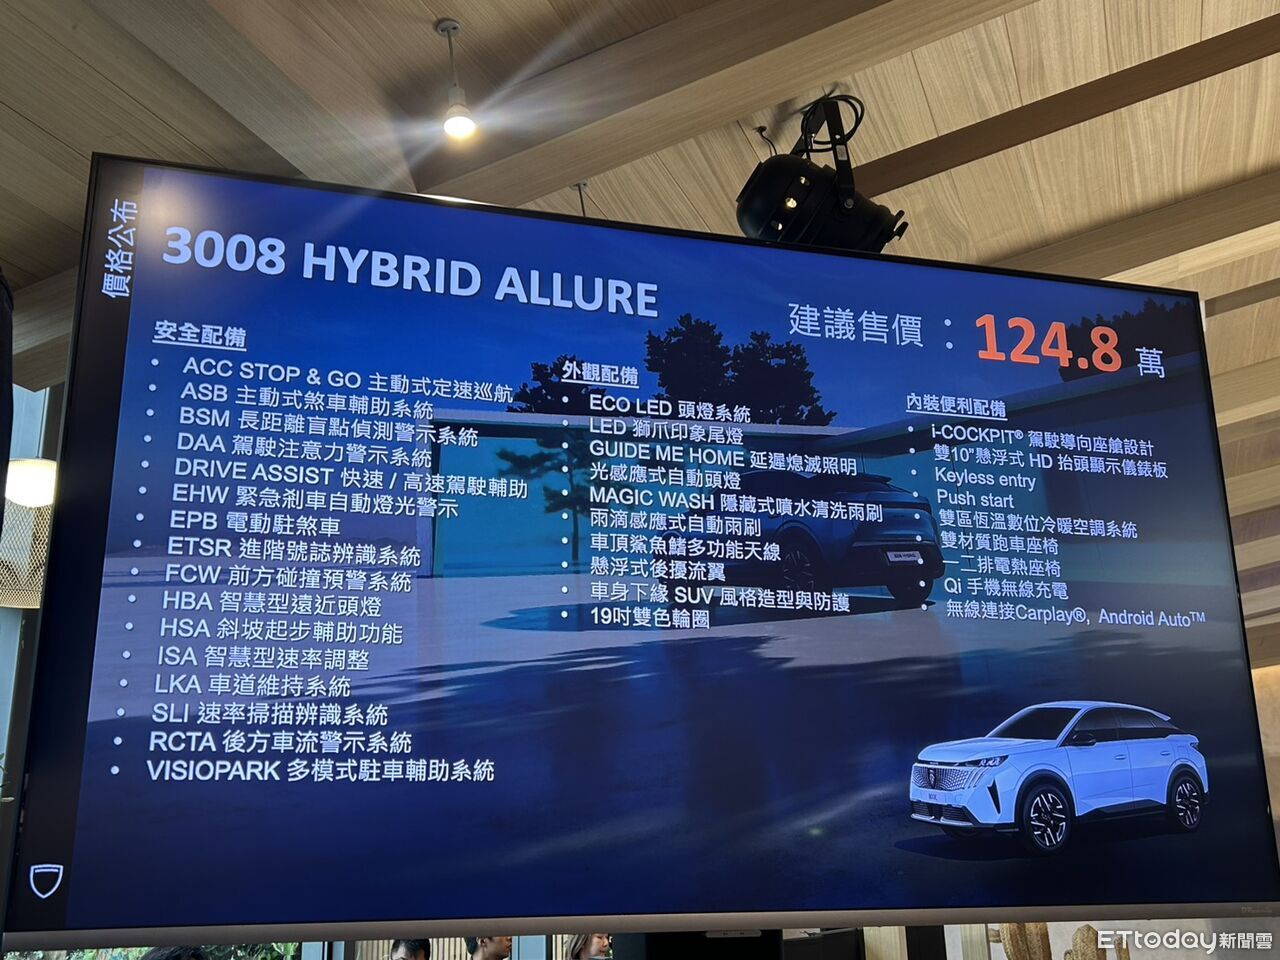 價格公布
3008 HYBRID ALLURE
建議售價：124.8 萬
安全配備
• ACC STOP & GO 主動式定速巡航
• ASB 主動式煞車輔助系統
• BSM 長距離盲點偵測警示系統
• DAA 駕駛注意力警示系統
• DRIVE ASSIST 快速 / 高速駕駛輔助
• EHW 緊急剎車自動燈光警示
• EPB 電動駐煞車
• ETSR 進階號誌辨識系統
• FCW 前方碰撞預警系統
• HBA 智慧型遠近頭燈
• HSA 斜坡起步輔助功能
• ISA 智慧型速率調整
• LKA 車道維持系統
• SLI 速率掃描辨識系統
• RCTA 後方車流警示系統
• VISIOPARK 多模式駐車輔助系統
外觀配備
• ECO LED 頭燈系統
• LED 獅爪印象尾燈
• GUIDE ME HOME 延遲熄滅照明
• 光感應式自動頭燈
• MAGIC WASH 隱藏式噴水清洗雨刷
• 雨滴感應式自動雨刷
• 車頂鯊魚鰭多功能天線
• 懸浮式後擾流翼
• 車身下緣 SUV 風格造型與防護
• 19吋雙色輪圈
內裝便利配備
• i-COCKPIT® 駕駛導向座艙設計
• 雙10”懸浮式 HD 抬頭顯示儀錶板
• Keyless entry
• Push start
• 雙區恆溫數位冷暖空調系統
• 雙材質跑車座椅
• 一二排電熱座椅
• Qi 手機無線充電
• 無線連接Carplay®, Android Auto™
ETtoday新聞雲